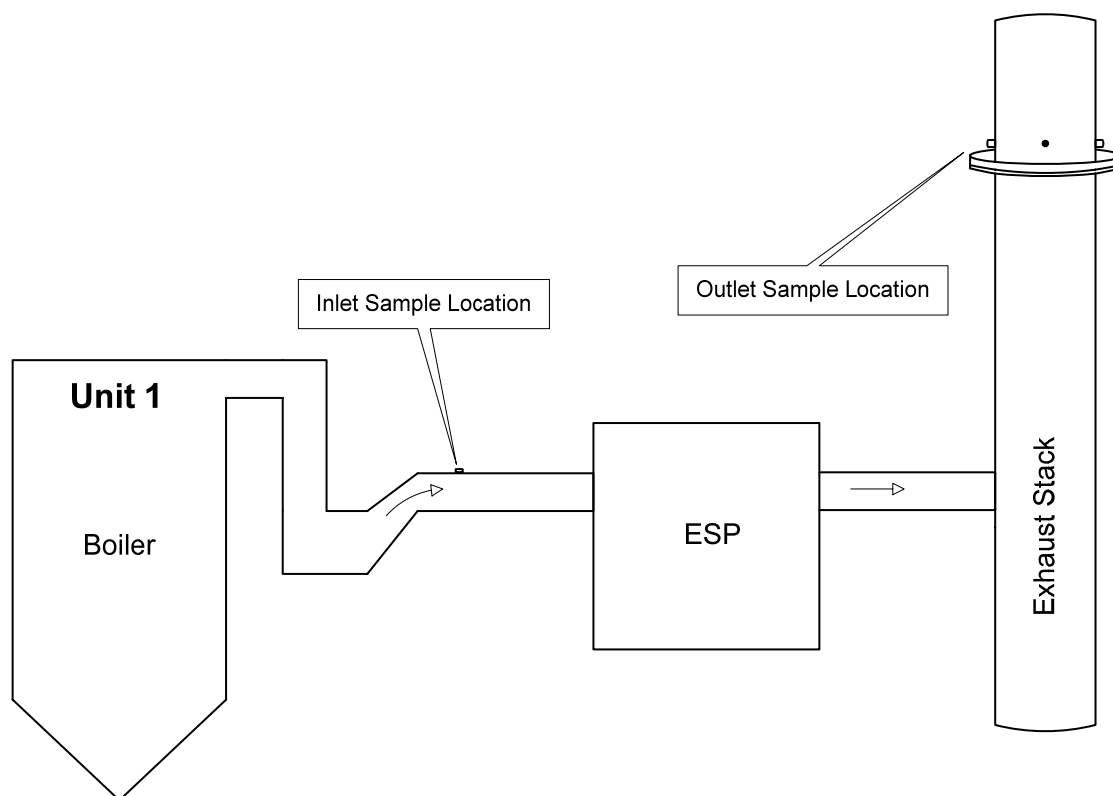 Outlet Sample Location
Inlet Sample Location
Unit 1
Boiler
ESP
Exhaust Stack